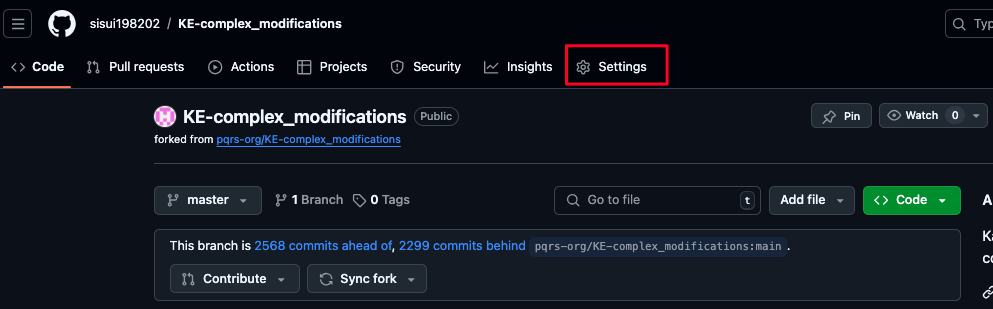 sisui198202 / KE-complex_modifications
Typ
Code Pull requests Actions Projects Security Insights Settings
KE-complex_modifications Public
Pin Watch 0
forked from pqrs-org/KE-complex_modifications
master 1 Branch 0 Tags Go to file t Add file Code
A
This branch is 2568 commits ahead of, 2299 commits behind pqrs-org/KE-complex_modifications:main .
Ka
co
Contribute Sync fork